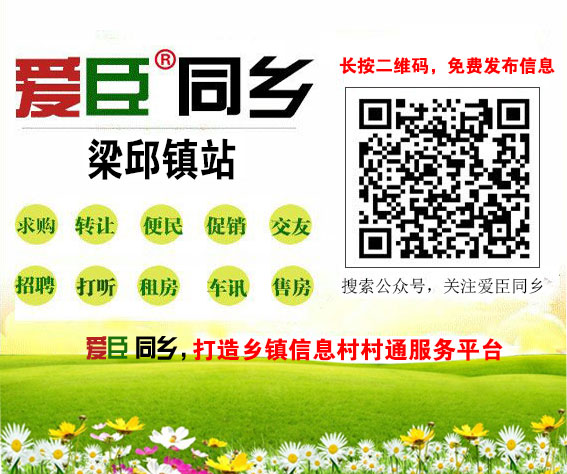 爱臣®同乡
梁邱镇站
求购 转让 便民 促销 交友
招聘 打听 租房 车讯 售房
长按二维码，免费发布信息
搜索公众号，关注爱臣同乡
爱臣同乡，打造乡镇信息村村通服务平台